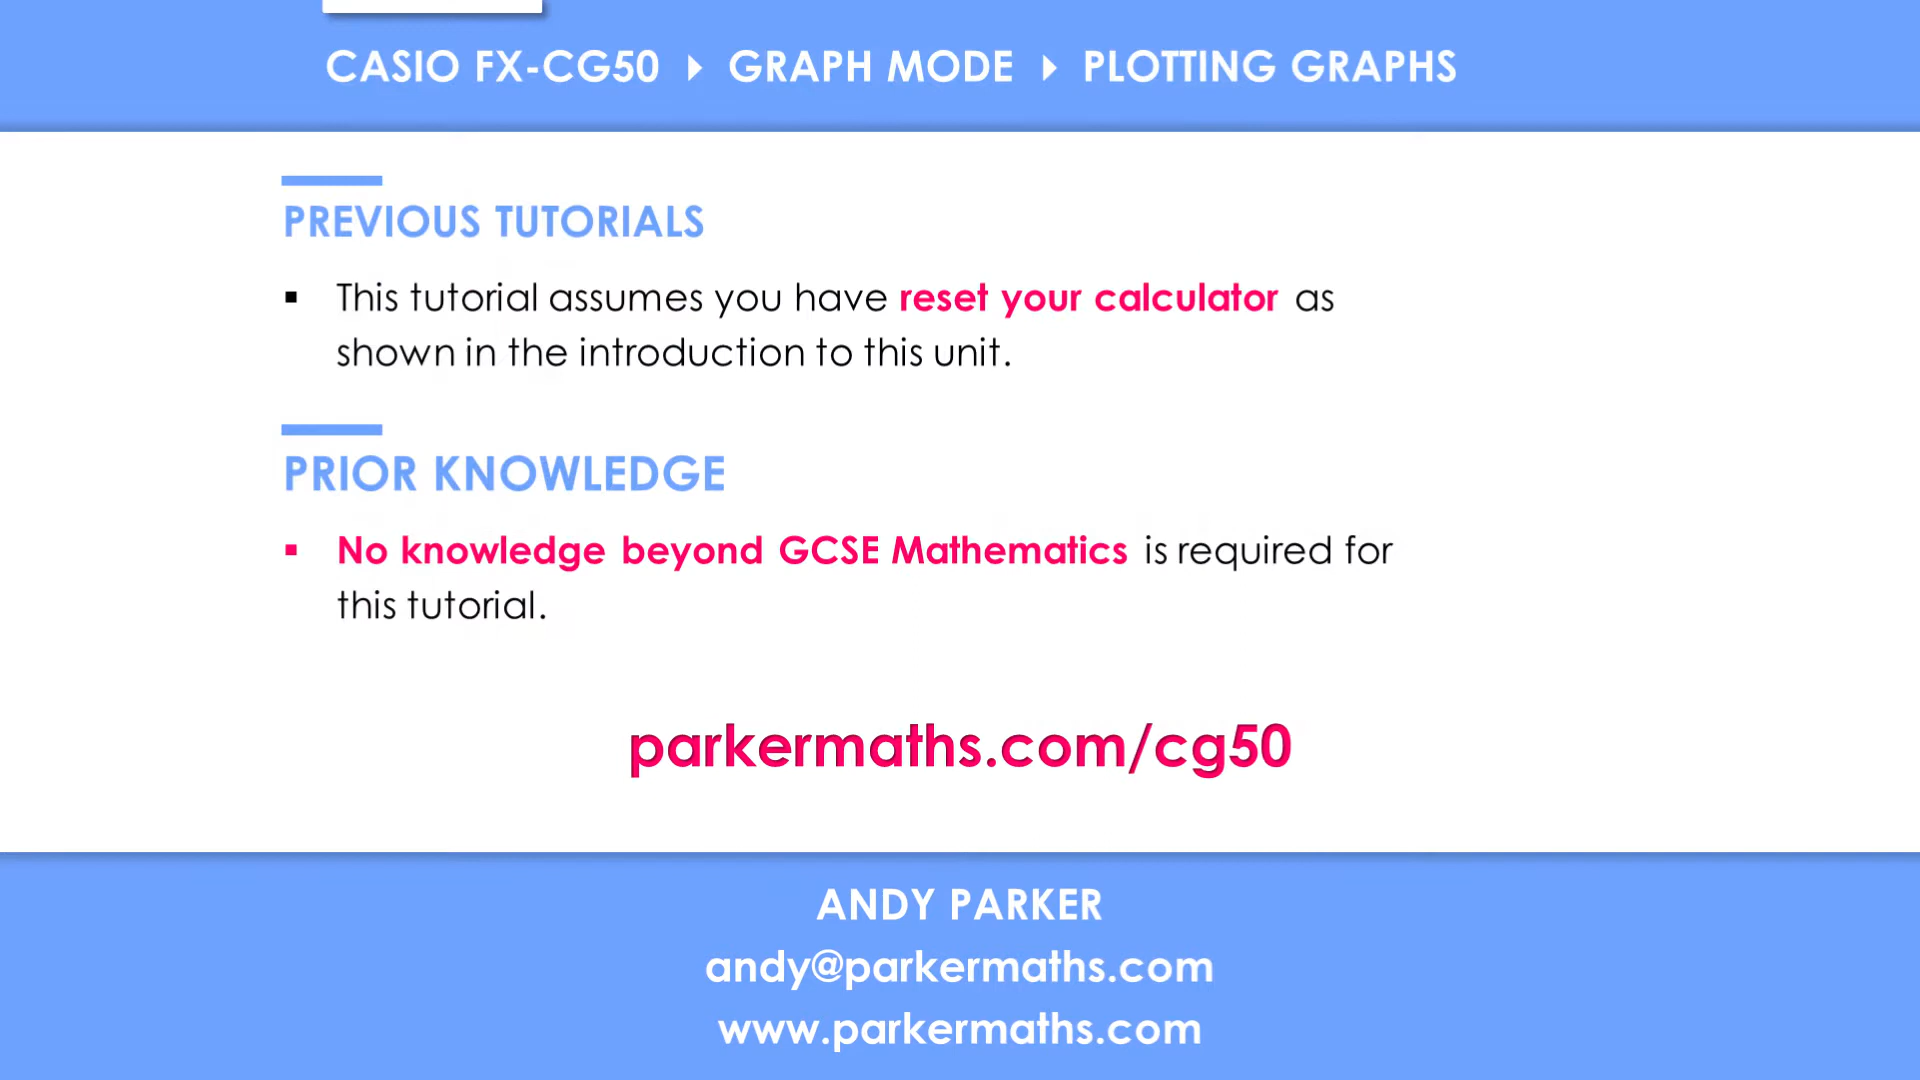 CASIO FX-CG50 ▸ GRAPH MODE ▸ PLOTTING GRAPHS
PREVIOUS TUTORIALS
▪ This tutorial assumes you have reset your calculator as
shown in the introduction to this unit.
PRIOR KNOWLEDGE
▪ No knowledge beyond GCSE Mathematics is required for
this tutorial.
parkermaths.com/cg50
ANDY PARKER
andy@parkermaths.com
www.parkermaths.com